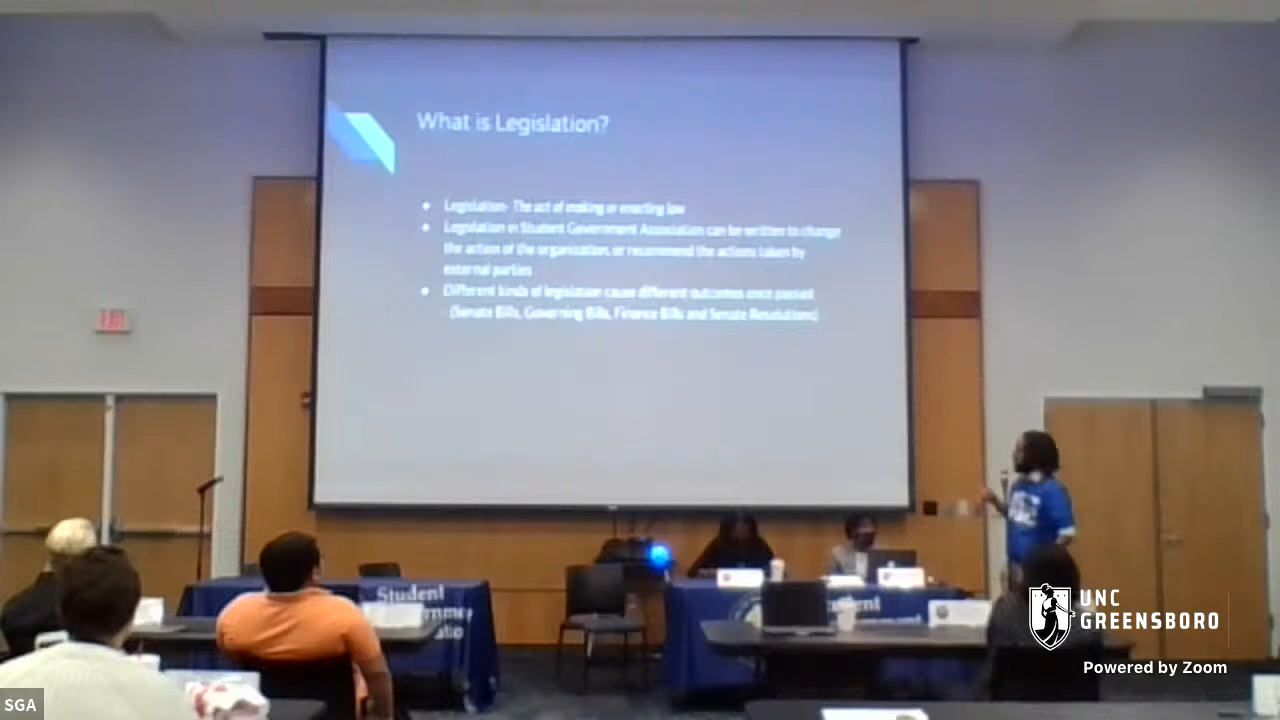 What is Legislation?
Legislation- The act of making or enacting law
Legislation in Student Government Association can be written to change
the action of the organization, or recommend the actions taken by
external parties
Different kinds of legislation cause different outcomes once passed
(Senate Bills, Governing Bills, Finance Bills and Senate Resolutions)
EXIT
Student
UNC
GREENSBORO
Powered by Zoom
SGA